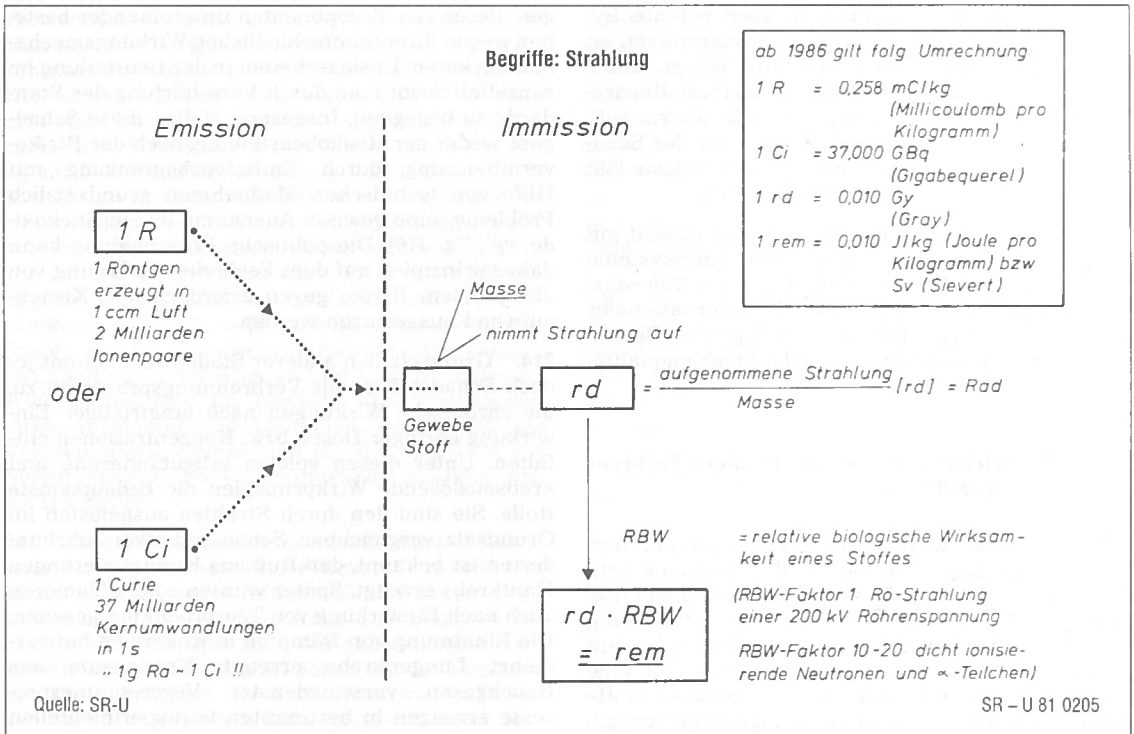 Begriffe: Strahlung
ab 1986 gilt folg. Umrechnung
1 R = 0,258 mC/kg
(Millicoulomb pro
Kilogramm)
1 Ci = 37,000 GBq
(Gigabequerel)
1 rd = 0,010 Gy
(Gray)
1 rem = 0,010 J/kg (Joule pro
Kilogramm) bzw
Sv (Sievert)
Emission
Immission
1 R
1 Röntgen
erzeugt in
1 ccm Luft
2 Milliarden
Ionenpaare
oder
1 Ci
1 Curie
37 Milliarden
Kernumwandlungen
in 1s
„ 1g Ra ~ 1 Ci !!
Masse
nimmt Strahlung auf
Gewebe
Stoff
rd
= aufgenommene Strahlung
Masse
[rd] = Rad
RBW
= relative biologische Wirksam-
keit eines Stoffes
rd · RBW
= rem
(RBW-Faktor 1 Rö-Strahlung
einer 200 kV Röhrenspannung
RBW-Faktor 10-20 dicht ionisie-
rende Neutronen und ∝-Teilchen)
Quelle: SR-U
SR – U 81 0205